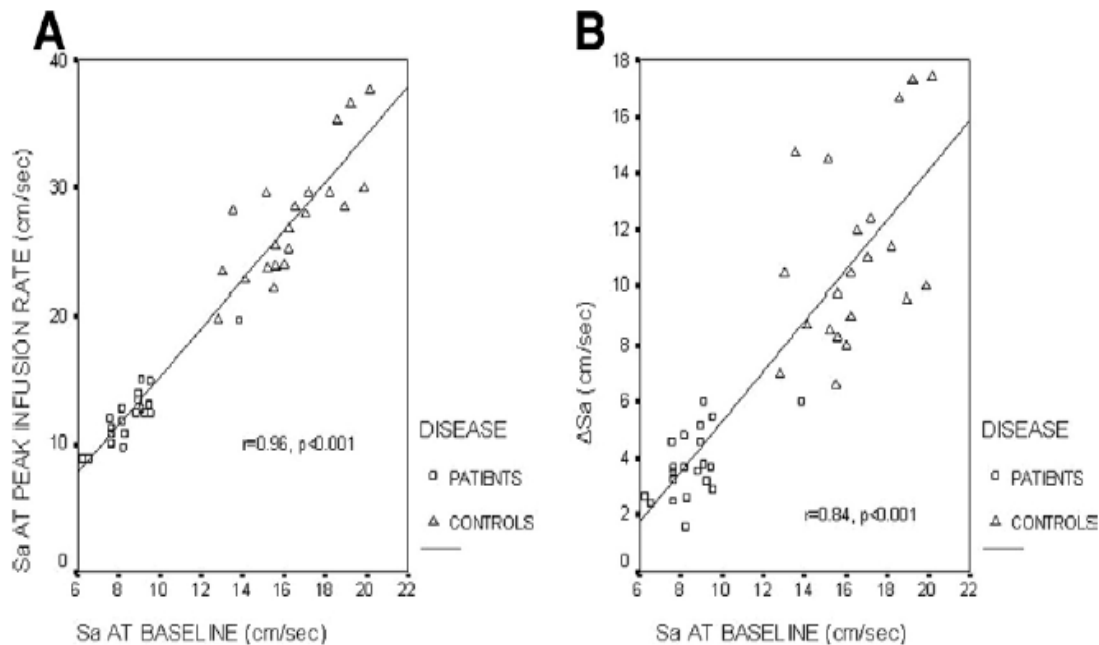 A
Sa AT PEAK INFUSION RATE (cm/sec)
40
30
20
10
0
6 8 10 12 14 16 18 20 22
Sa AT BASELINE (cm/sec)
r=0.96, p<0.001
DISEASE
PATIENTS
CONTROLS
B
ΔSa (cm/sec)
18
16
14
12
10
8
6
4
2
0
6 8 10 12 14 16 18 20 22
Sa AT BASELINE (cm/sec)
r=0.84, p<0.001
DISEASE
PATIENTS
CONTROLS